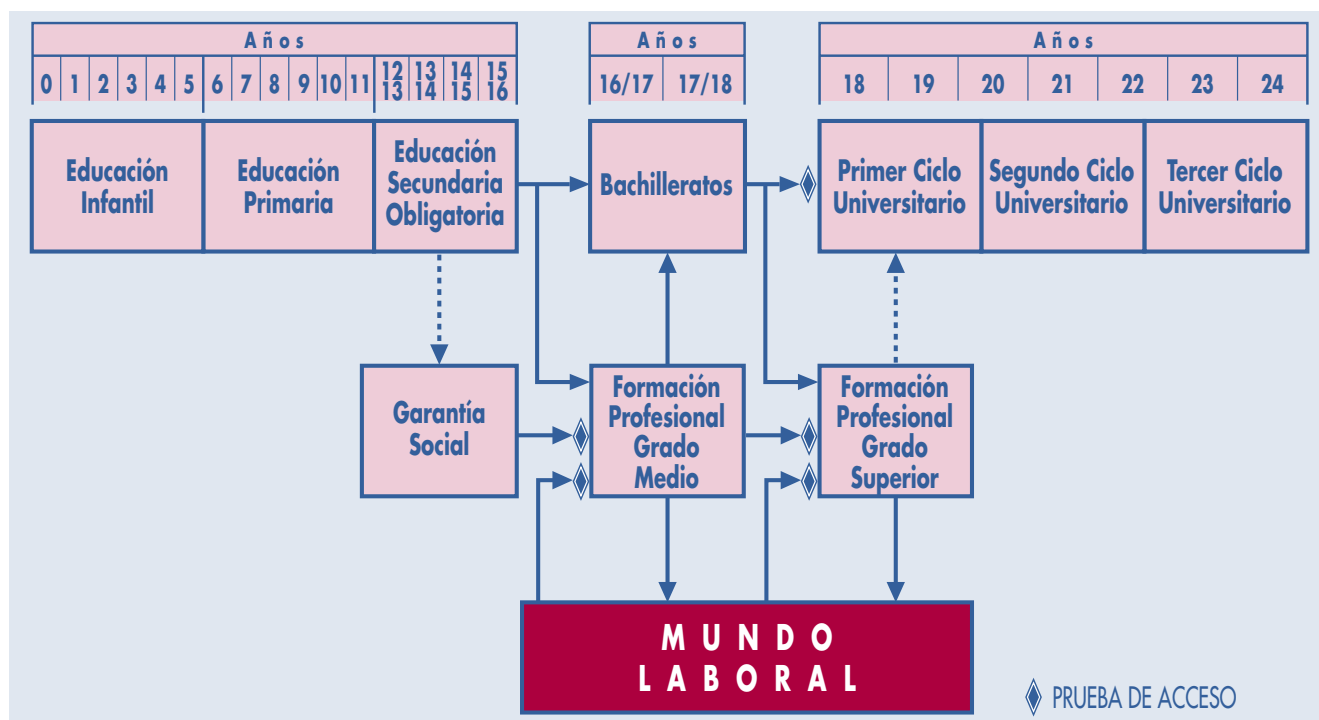 Años
0 1 2 3 4 5 6 7 8 9 10 11 12 13 14 15
13 14 15 16
Años
16/17 17/18
Años
18 19 20 21 22 23 24
Educación
Infantil
Educación
Primaria
Educación
Secundaria
Obligatoria
Bachilleratos
Primer Ciclo
Universitario
Segundo Ciclo
Universitario
Tercer Ciclo
Universitario
Garantía
Social
Formación
Profesional
Grado
Medio
Formación
Profesional
Grado
Superior
MUNDO
LABORAL
PRUEBA DE ACCESO